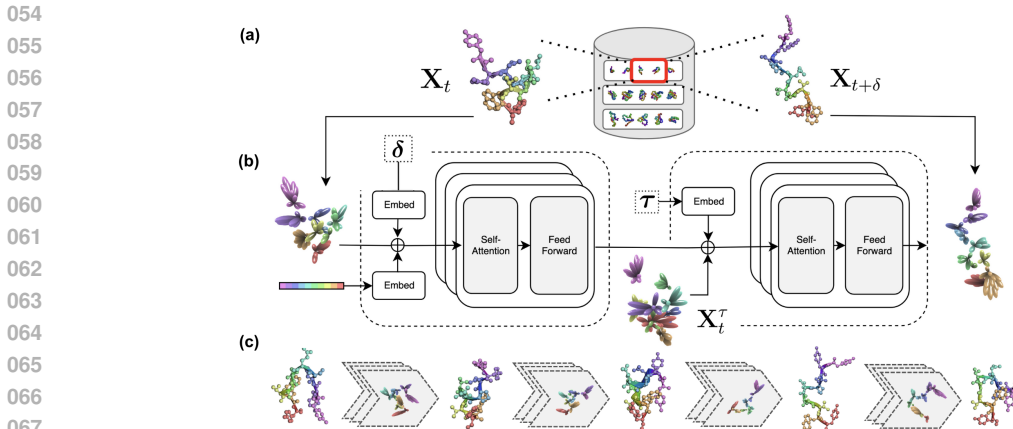 054
(a)
055
X_t
056
X_{t+δ}
057
058
(b)
δ
059
060
Embed
τ
Embed
061
Self-Attention
Feed Forward
Self-Attention
Feed Forward
062
Embed
063
X_t^τ
064
(c)
065
066
067